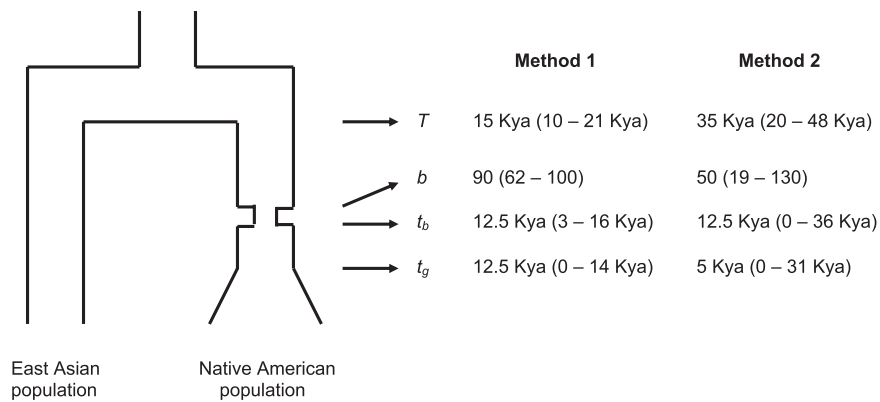 Method 1 Method 2
T 15 Kya (10 – 21 Kya) 35 Kya (20 – 48 Kya)
b 90 (62 – 100) 50 (19 – 130)
tb 12.5 Kya (3 – 16 Kya) 12.5 Kya (0 – 36 Kya)
tg 12.5 Kya (0 – 14 Kya) 5 Kya (0 – 31 Kya)
East Asian
population
Native American
population